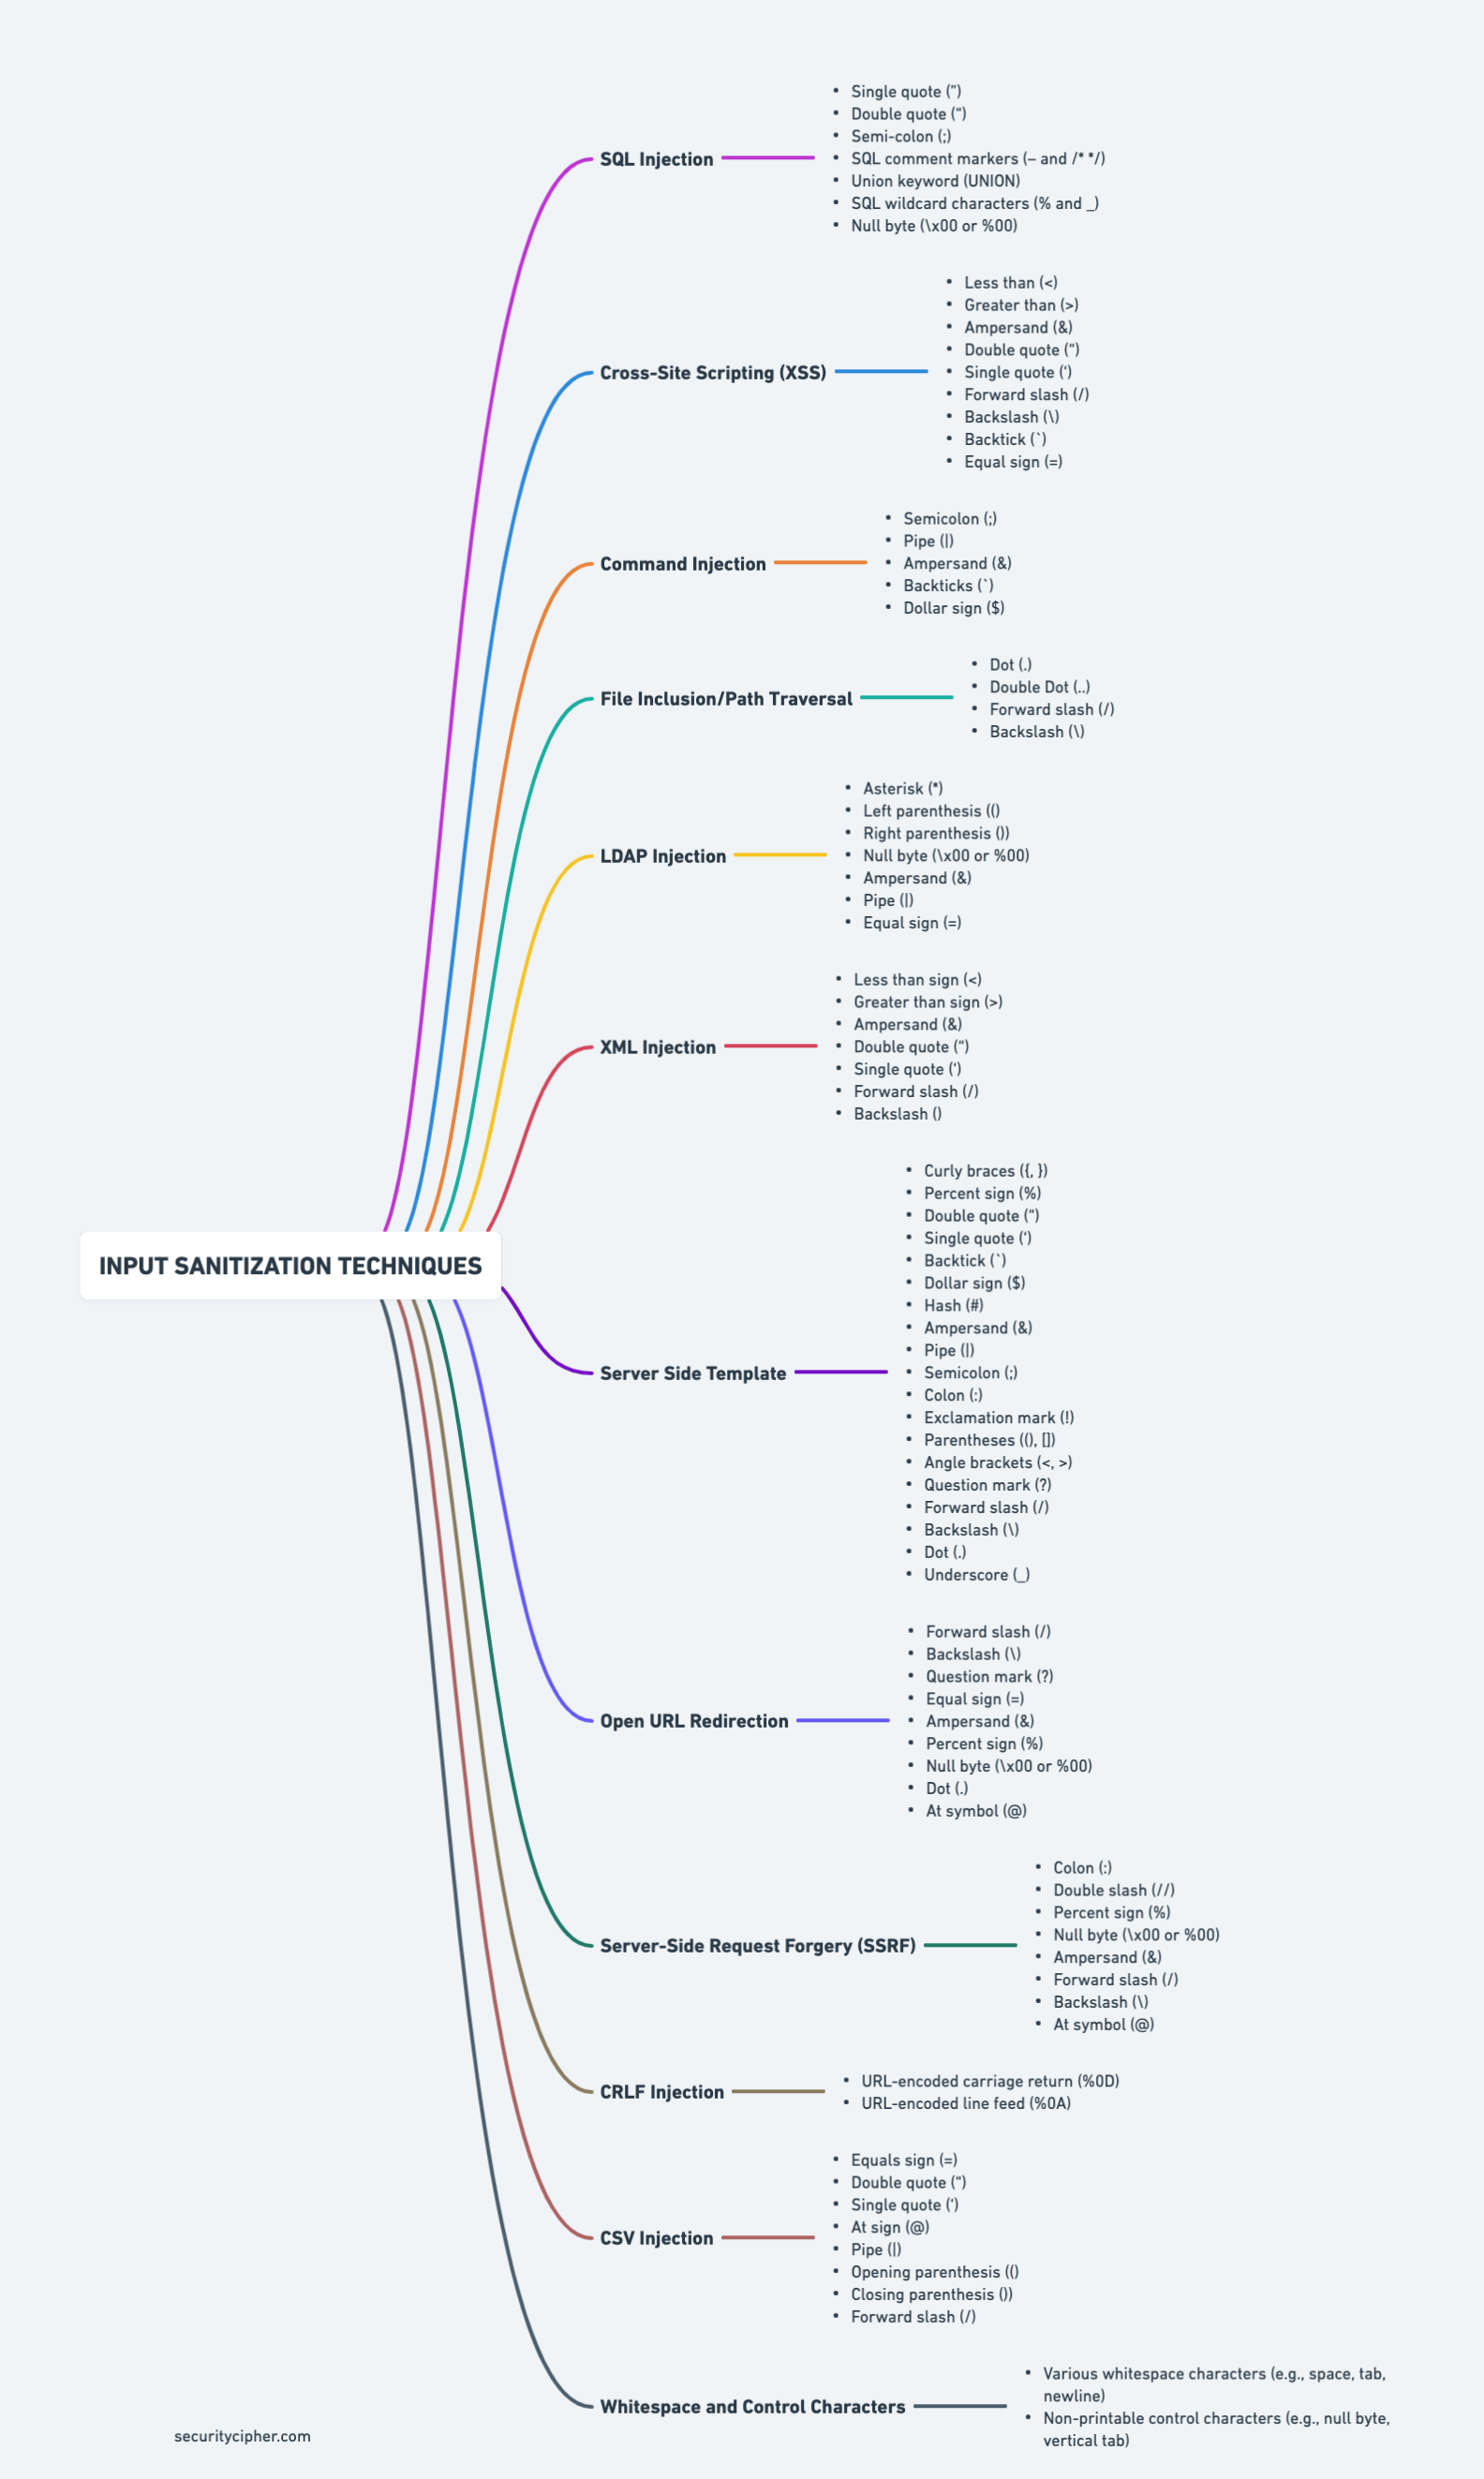 SQL Injection
• Single quote (”)
• Double quote (“)
• Semi-colon (;)
• SQL comment markers (– and /* */)
• Union keyword (UNION)
• SQL wildcard characters (% and _)
• Null byte (\x00 or %00)
Cross-Site Scripting (XSS)
• Less than (<)
• Greater than (>)
• Ampersand (&)
• Double quote (“)
• Single quote (‘)
• Forward slash (/)
• Backslash (\)
• Backtick (`)
• Equal sign (=)
Command Injection
• Semicolon (;)
• Pipe (|)
• Ampersand (&)
• Backticks (`)
• Dollar sign ($)
File Inclusion/Path Traversal
• Dot (.)
• Double Dot (..)
• Forward slash (/)
• Backslash (\)
LDAP Injection
• Asterisk (*)
• Left parenthesis (()
• Right parenthesis ())
• Null byte (\x00 or %00)
• Ampersand (&)
• Pipe (|)
• Equal sign (=)
XML Injection
• Less than sign (<)
• Greater than sign (>)
• Ampersand (&)
• Double quote (“)
• Single quote (‘)
• Forward slash (/)
• Backslash ()
INPUT SANITIZATION TECHNIQUES
Server Side Template
• Curly braces ({, })
• Percent sign (%)
• Double quote (“)
• Single quote (‘)
• Backtick (`)
• Dollar sign ($)
• Hash (#)
• Ampersand (&)
• Pipe (|)
• Semicolon (;)
• Colon (:)
• Exclamation mark (!)
• Parentheses ((), [])
• Angle brackets (<, >)
• Question mark (?)
• Forward slash (/)
• Backslash (\)
• Dot (.)
• Underscore (_)
Open URL Redirection
• Forward slash (/)
• Backslash (\)
• Question mark (?)
• Equal sign (=)
• Ampersand (&)
• Percent sign (%)
• Null byte (\x00 or %00)
• Dot (.)
• At symbol (@)
Server-Side Request Forgery (SSRF)
• Colon (:)
• Double slash (//)
• Percent sign (%)
• Null byte (\x00 or %00)
• Ampersand (&)
• Forward slash (/)
• Backslash (\)
• At symbol (@)
CRLF Injection
• URL-encoded carriage return (%0D)
• URL-encoded line feed (%0A)
CSV Injection
• Equals sign (=)
• Double quote (“)
• Single quote (‘)
• At sign (@)
• Pipe (|)
• Opening parenthesis (()
• Closing parenthesis ())
• Forward slash (/)
Whitespace and Control Characters
• Various whitespace characters (e.g., space, tab,
newline)
• Non-printable control characters (e.g., null byte,
vertical tab)
securitycipher.com